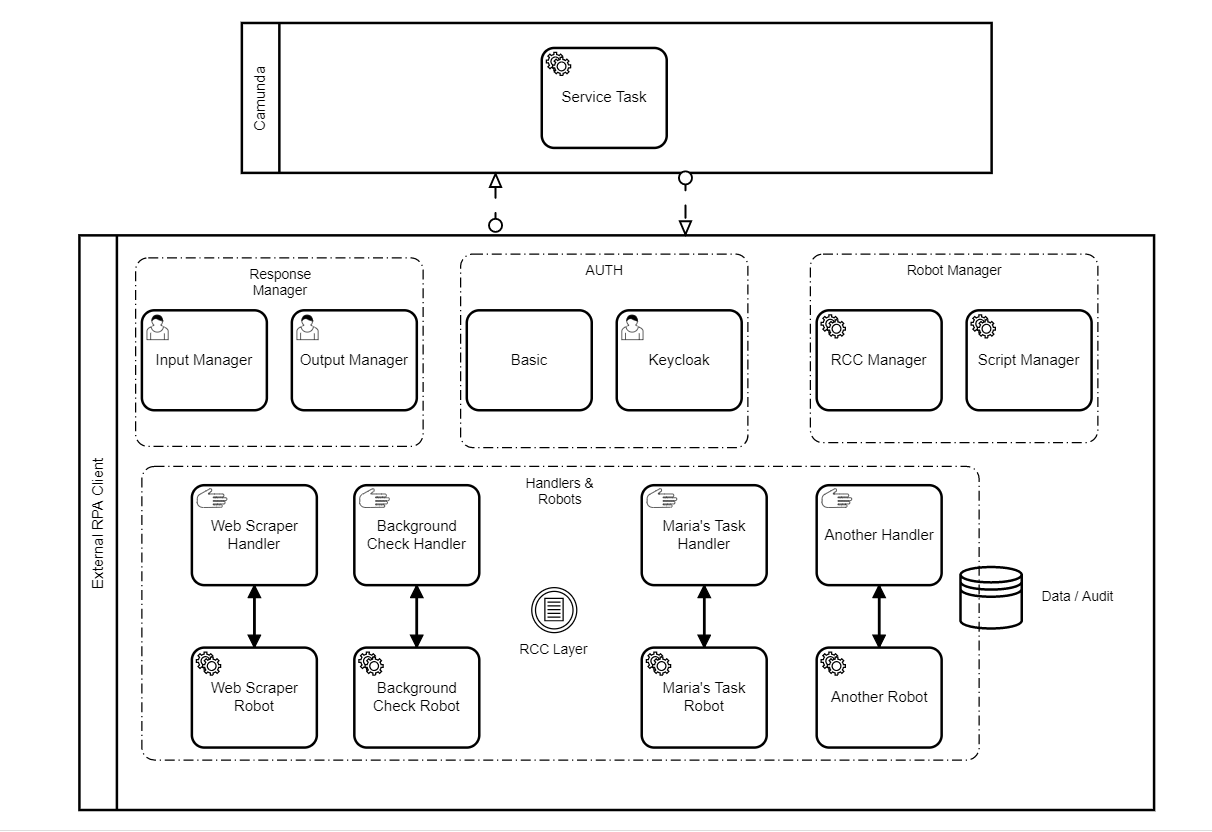 Camunda
Service Task
External RPA Client
Response
Manager
Input Manager
Output Manager
AUTH
Basic
Keycloak
Robot Manager
RCC Manager
Script Manager
Handlers &
Robots
Web Scraper
Handler
Background
Check Handler
Maria's Task
Handler
Another Handler
RCC Layer
Data / Audit
Web Scraper
Robot
Background
Check Robot
Maria's Task
Robot
Another Robot